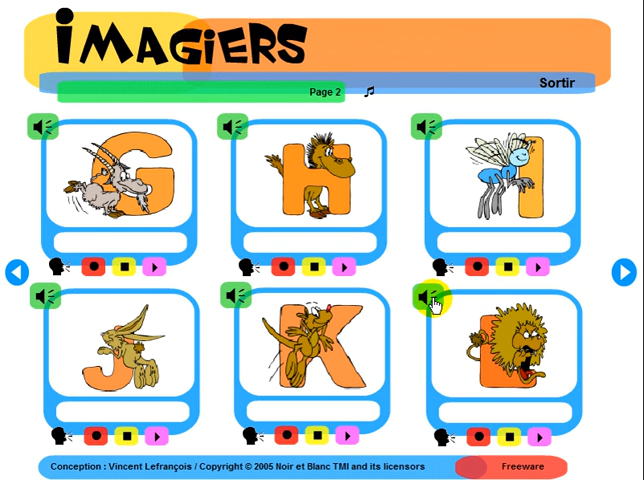 iMAGiERS
Sortir
Page 2
G
H
I
J
K
L
Conception : Vincent Lefrançois / Copyright © 2005 Noir et Blanc TMI and its licensors
Freeware